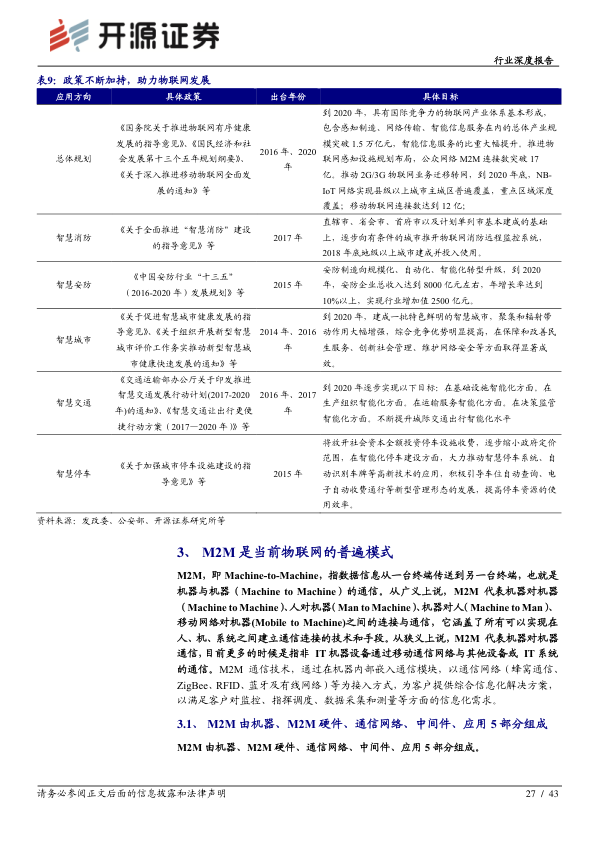 开源证券
行业深度报告
表9：政策不断加持，助力物联网发展
应用方向 具体政策 出台年份 具体目标
总体规划
《国务院关于推进物联网有序健康
发展的指导意见》、《国民经济和社
会发展第十三个五年规划纲要》、
《关于深入推进移动物联网全面发
展的通知》等
2016 年、2020
年
到 2020 年，具有国际竞争力的物联网产业体系基本形成，
包含感知制造、网络传输、智能信息服务在内的总体产业规
模突破 1.5 万亿元，智能信息服务的比重大幅提升。推进物
联网感知设施规划布局，公众网络 M2M 连接数突破 17
亿。推动 2G/3G 物联网业务迁移转网，到 2020 年底，NB-
IoT 网络实现县级以上城市主城区普遍覆盖，重点区域深度
覆盖；移动物联网连接数达到 12 亿；
智慧消防
《关于全面推进“智慧消防”建设
的指导意见》等
2017 年
直辖市、省会市、首府市以及计划单列市基本建成的基础
上，逐步向有条件的城市推开物联网消防远程监控系统，
2018 年底地级以上城市建成并投入使用。
智慧安防
《中国安防行业“十三五”
（2016-2020 年）发展规划》等
2015 年
安防制造向规模化、自动化、智能化转型升级，到 2020
年，安防企业总收入达到 8000 亿元左右，年增长率达到
10%以上，实现行业增加值 2500 亿元。
智慧城市
《关于促进智慧城市健康发展的指
导意见》、《关于组织开展新型智慧
城市评价工作务实推动新型智慧城
市健康快速发展的通知》等
2014 年、2016
年
到 2020 年，建成一批特色鲜明的智慧城市，聚集和辐射带
动作用大幅增强，综合竞争优势明显提高，在保障和改善民
生服务、创新社会管理、维护网络安全等方面取得显著成
效。
智慧交通
《交通运输部办公厅关于印发推进
智慧交通发展行动计划(2017-2020
年)的通知》、《智慧交通让出行更便
捷行动方案（2017—2020 年）》等
2016 年、2017
年
到 2020 年逐步实现以下目标：在基础设施智能化方面。在
生产组织智能化方面。在运输服务智能化方面。在决策监管
智能化方面。不断提升城际交通出行智能化水平
智慧停车
《关于加强城市停车设施建设的指
导意见》等
2015 年
将放开社会资本全额投资停车设施收费，逐步缩小政府定价
范围，在智能化停车建设方面，大力推动智慧停车系统、自
动识别车牌等高新技术的应用，积极引导车位自动查询、电
子自动收费通行等新型管理形态的发展，提高停车资源的使
用效率。
资料来源：发改委、公安部、开源证券研究所等
3、 M2M 是当前物联网的普遍模式
M2M，即 Machine-to-Machine，指数据信息从一台终端传送到另一台终端，也就是
机器与机器（Machine to Machine）的通信。从广义上说，M2M 代表机器对机器
（Machine to Machine）、人对机器（Man to Machine）、机器对人（Machine to Man）、
移动网络对机器(Mobile to Machine)之间的连接与通信，它涵盖了所有可以实现在
人、机、系统之间建立通信连接的技术和手段。从狭义上说，M2M 代表机器对机器
通信，目前更多的时候是指非 IT 机器设备通过移动通信网络与其他设备或 IT 系统
的通信。M2M 通信技术，通过在机器内部嵌入通信模块，以通信网络（蜂窝通信、
ZigBee、RFID、蓝牙及有线网络）等为接入方式，为客户提供综合信息化解决方案，
以满足客户对监控、指挥调度、数据采集和测量等方面的信息化需求。
3.1、 M2M 由机器、M2M 硬件、通信网络、中间件、应用 5 部分组成
M2M 由机器、M2M 硬件、通信网络、中间件、应用 5 部分组成。
请务必参阅正文后面的信息披露和法律声明
27 / 43